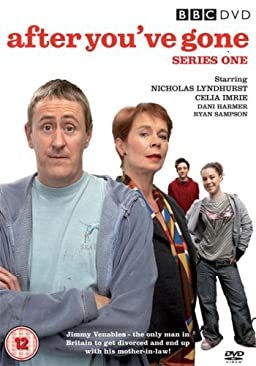 BBC DVD
after you've gone
SERIES ONE
Starring
NICHOLAS LYNDHURST
CELIA IMRIE
DANI HARMER
RYAN SAMPSON
12
Jimmy Venables - the only man in
Britain to get divorced and end up
with his mother-in-law!
DVD
VIDEO